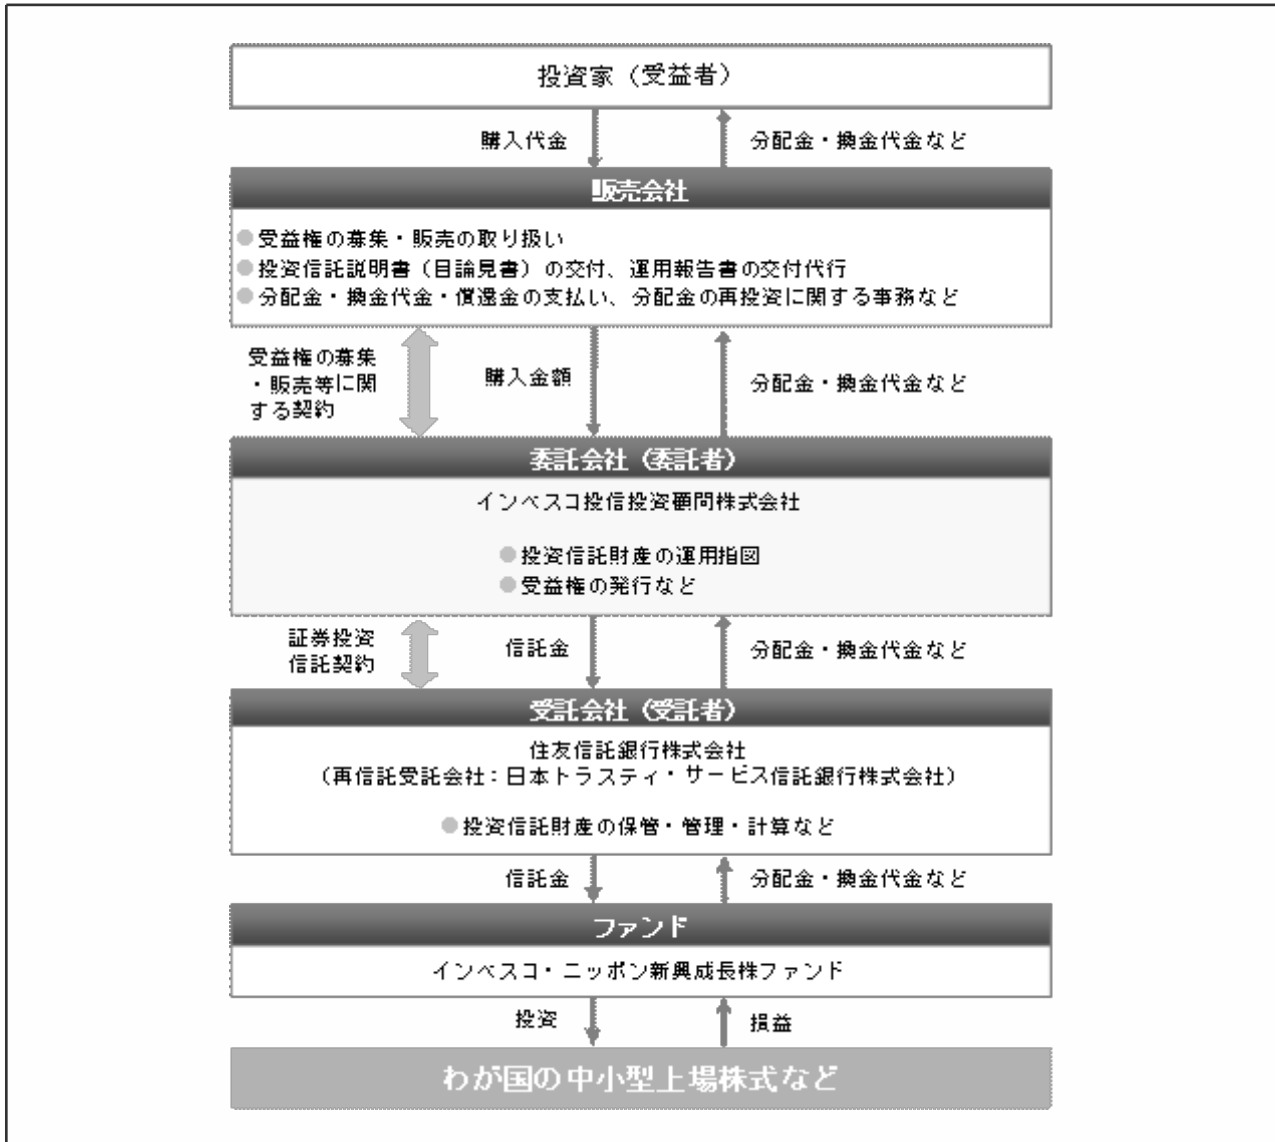 投資家（受益者）
購入代金
分配金・換金代金など
販売会社
受益権の募集・販売の取り扱い
投資信託説明書（目論見書）の交付、運用報告書の交付代行
分配金・換金代金・償還金の支払い、分配金の再投資に関する事務など
受益権の募集
・販売等に関
する契約
購入金額
分配金・換金代金など
委託会社（委託者）
インベスコ投信投資顧問株式会社
投資信託財産の運用指図
受益権の発行など
証券投資
信託契約
信託金
分配金・換金代金など
受託会社（受託者）
住友信託銀行株式会社
（再信託受託会社：日本トラスティ・サービス信託銀行株式会社）
投資信託財産の保管・管理・計算など
信託金
分配金・換金代金など
ファンド
インベスコ・ニッポン新興成長株ファンド
投資
損益
わが国の中小型上場株式など